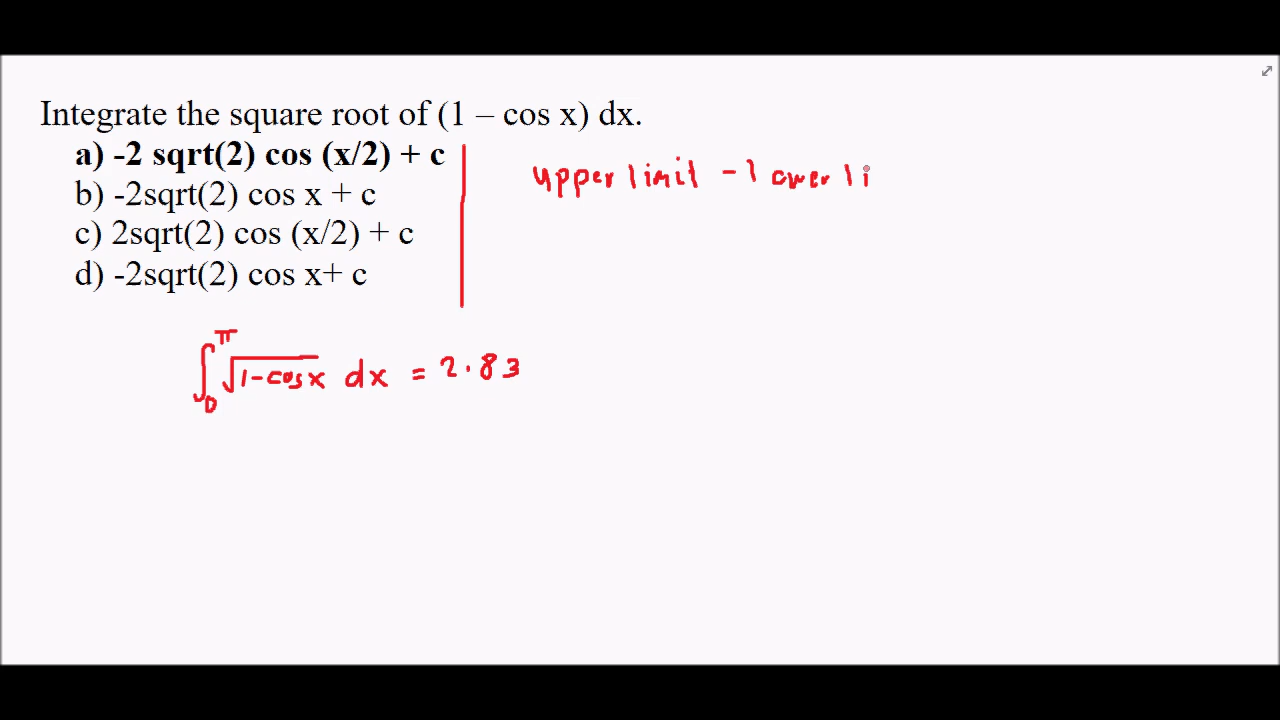 Integrate the square root of (1 – cos x) dx.
a) -2 sqrt(2) cos (x/2) + c
b) -2sqrt(2) cos x + c
c) 2sqrt(2) cos (x/2) + c
d) -2sqrt(2) cos x+ c
upper limit - lower li
∫₀^π √(1-cosx) dx = 2.83